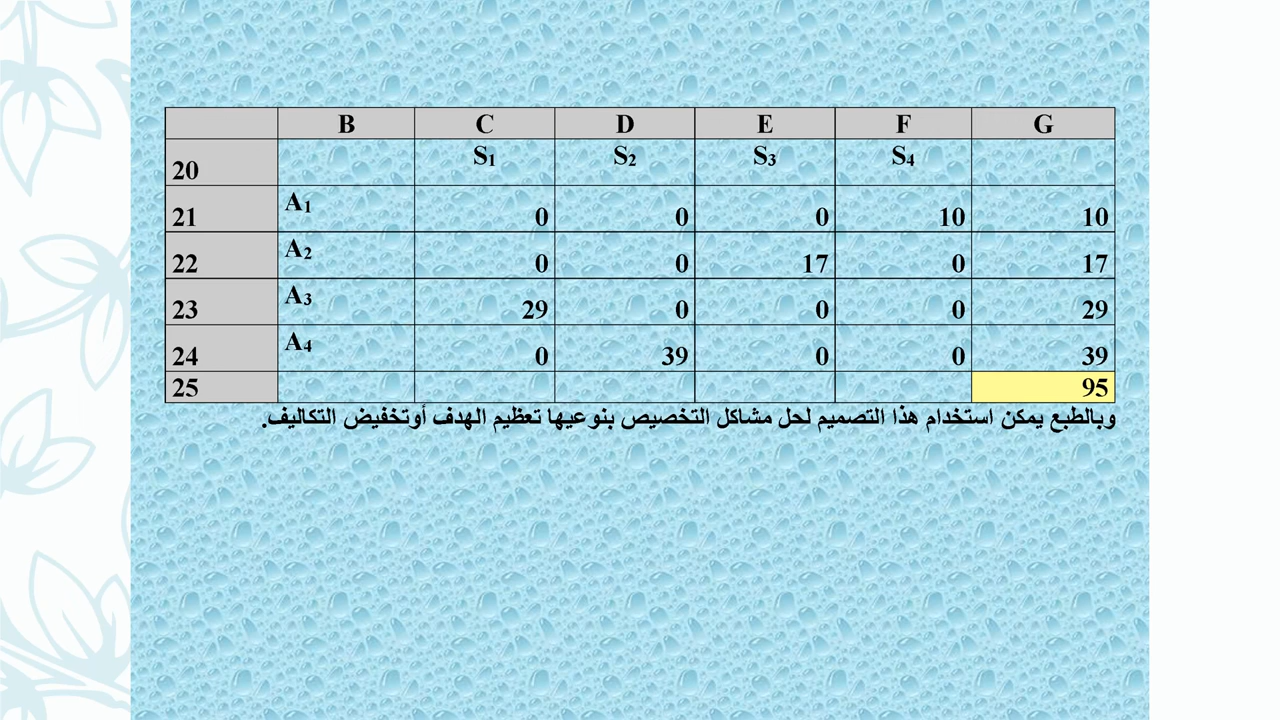 B C D E F G
20 S₁ S₂ S₃ S₄
21 A₁ 0 0 0 10 10
22 A₂ 0 0 17 0 17
23 A₃ 29 0 0 0 29
24 A₄ 0 39 0 0 39
25 95
وبالطبع يمكن استخدام هذا التصميم لحل مشاكل التخصيص بنوعيها تعظيم الهدف أوتخفيض التكاليف.